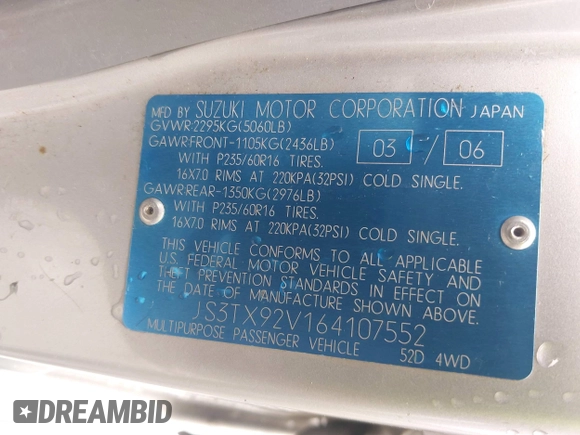 MFD BY SUZUKI MOTOR CORPORATION JAPAN
GVWR-2295KG(5060LB)
GAWR-FRONT-1105KG(2436LB) 03 / 06
WITH P235/60R16 TIRES.
16X7.0 RIMS AT 220KPA(32PSI) COLD SINGLE.
GAWR-REAR-1350KG(2976LB)
WITH P235/60R16 TIRES.
16X7.0 RIMS AT 220KPA(32PSI) COLD SINGLE.
THIS VEHICLE CONFORMS TO ALL APPLICABLE
U.S. FEDERAL MOTOR VEHICLE SAFETY AND
THEFT PREVENTION STANDARDS IN EFFECT ON
THE DATE OF MANUFACTURE SHOWN ABOVE.
JS3TX92V164107552
MULTIPURPOSE PASSENGER VEHICLE 52D 4WD
DREAMBID